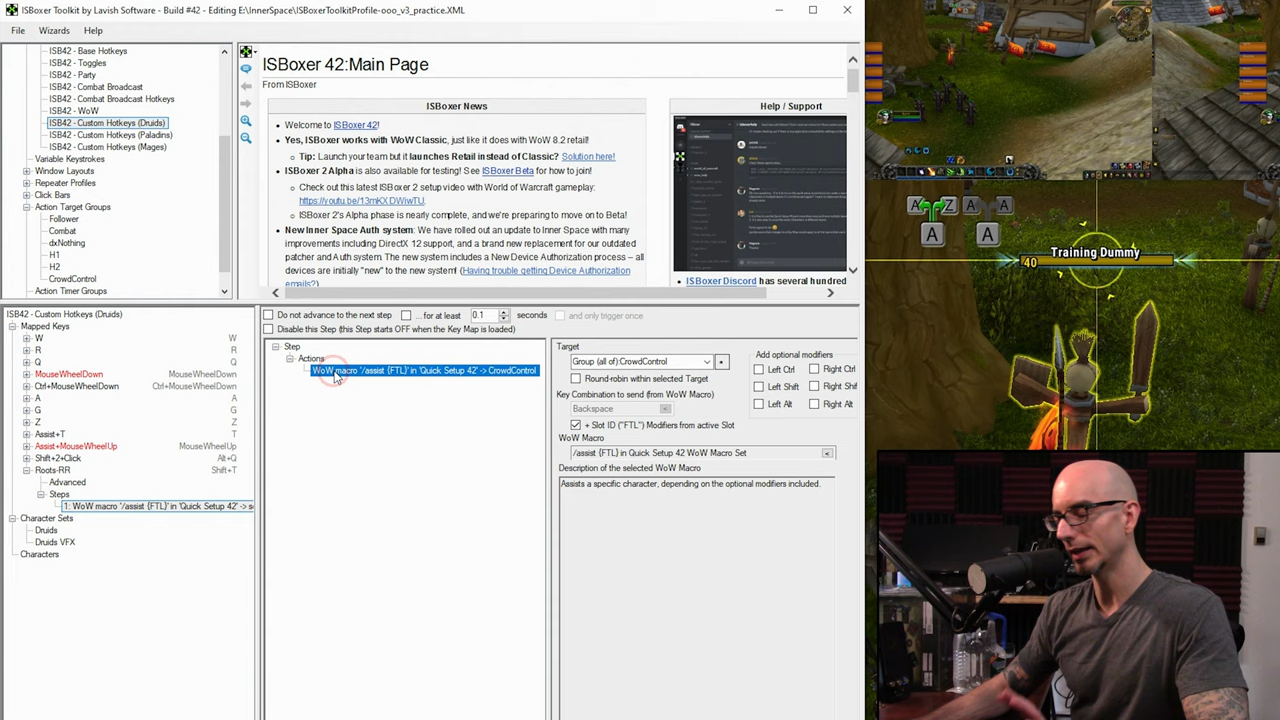 ISBoxer Toolkit by Lavish Software - Build #42 - Editing E:\InnerSpace\ISBoxerToolkitProfile-ooo_v3_practice.XML
File Wizards Help
ISB42 - Base Hotkeys
ISB42 - Toggles
ISB42 - Party
ISB42 - Combat Broadcast
ISB42 - Combat Broadcast Hotkeys
ISB42 - WoW
ISB42 - Custom Hotkeys (Druids)
ISB42 - Custom Hotkeys (Paladins)
ISB42 - Custom Hotkeys (Mages)
Variable Keystrokes
Window Layouts
Repeater Profiles
Click Bars
Action Target Groups
Follower
Combat
dxNothing
H1
H2
CrowdControl
Action Timer Groups
ISBoxer 42:Main Page
From ISBoxer
ISBoxer News
Welcome to ISBoxer 42!
Yes, ISBoxer works with WoW Classic, just like it does with WoW 8.2 retail!
Tip: Launch your team but it launches Retail instead of Classic? Solution here!
ISBoxer 2 Alpha is also available for testing! See ISBoxer Beta for how to join!
Check out this latest ISBoxer 2 setup video with World of Warcraft gameplay:
https://youtu.be/13mKXDWiwTU.
ISBoxer 2's Alpha phase is nearly complete, and we're preparing to move on to Beta!
New Inner Space Auth system: We have rolled out an update to Inner Space with many
improvements including DirectX 12 support, and a brand new replacement for our outdated
patcher and Auth system. The new system includes a New Device Authorization process – all
devices are initially "new" to the new system! (Having trouble getting Device Authorization
emails?)
Help / Support
ISBoxer Discord has several hundred
ISB42 - Custom Hotkeys (Druids)
Mapped Keys
W W
R R
Q Q
MouseWheelDown MouseWheelDown
Ctrl+MouseWheelDown Ctrl+MouseWheelDown
A A
G G
Z Z
Assist+T T
Assist+MouseWheelUp MouseWheelUp
Shift+2+Click Alt+Q
Roots-RR Shift+T
Advanced
Steps
1: WoW macro '/assist {FTL}' in 'Quick Setup 42' -> s
Character Sets
Druids
Druids VFX
Characters
Do not advance to the next step ... for at least 0.1 seconds and only trigger once
Disable this Step (this Step starts OFF when the Key Map is loaded)
Step
Actions
WoW macro '/assist {FTL}' in 'Quick Setup 42' -> CrowdControl
Target
Group (all of):CrowdControl
Round-robin within selected Target
Key Combination to send (from WoW Macro)
Backspace
+ Slot ID ("FTL") Modifiers from active Slot
WoW Macro
/assist {FTL} in Quick Setup 42 WoW Macro Set
Description of the selected WoW Macro
Assists a specific character, depending on the optional modifiers included.
Add optional modifiers
Left Ctrl Right Ctrl
Left Shift Right Shif
Left Alt Right Alt
A Z A A
A A
Training Dummy
40